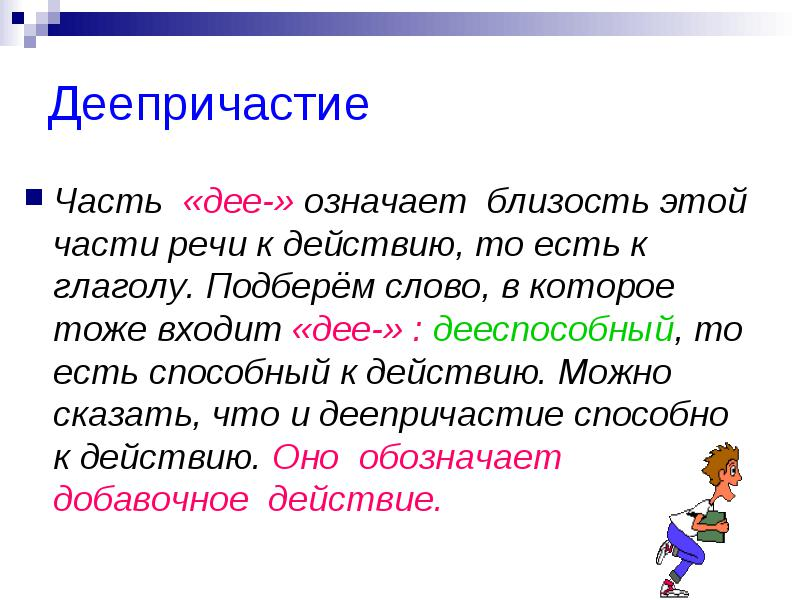 Деепричастие
Часть «дее-» означает близость этой
части речи к действию, то есть к
глаголу. Подберём слово, в которое
тоже входит «дее-» : дееспособный, то
есть способный к действию. Можно
сказать, что и деепричастие способно
к действию. Оно обозначает
добавочное действие.